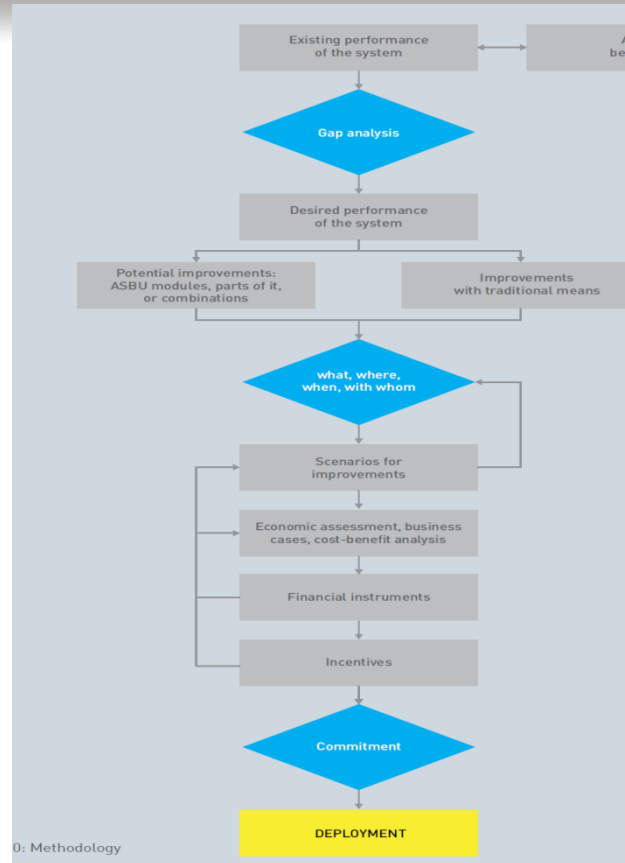 Existing performance
of the system
A
be
Gap analysis
Desired performance
of the system
Potential improvements:
ASBU modules, parts of it,
or combinations
Improvements
with traditional means
what, where,
when, with whom
Scenarios for
improvements
Economic assessment, business
cases, cost-benefit analysis
Financial instruments
Incentives
Commitment
DEPLOYMENT
0: Methodology